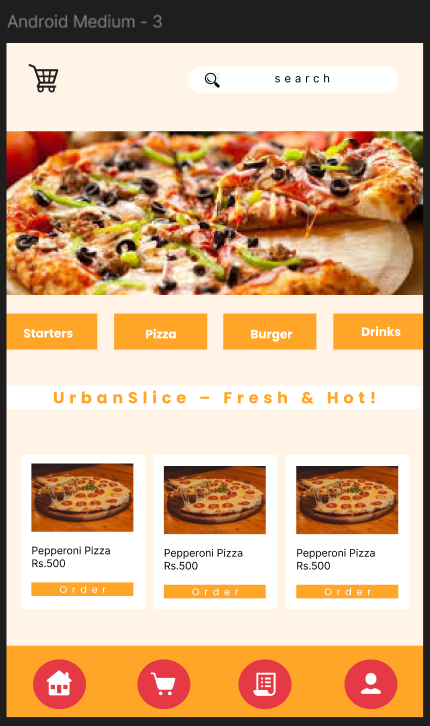 Android Medium - 3
search
Starters Pizza Burger Drinks
UrbanSlice – Fresh & Hot!
Pepperoni Pizza
Rs.500
Order
Pepperoni Pizza
Rs.500
Order
Pepperoni Pizza
Rs.500
Order